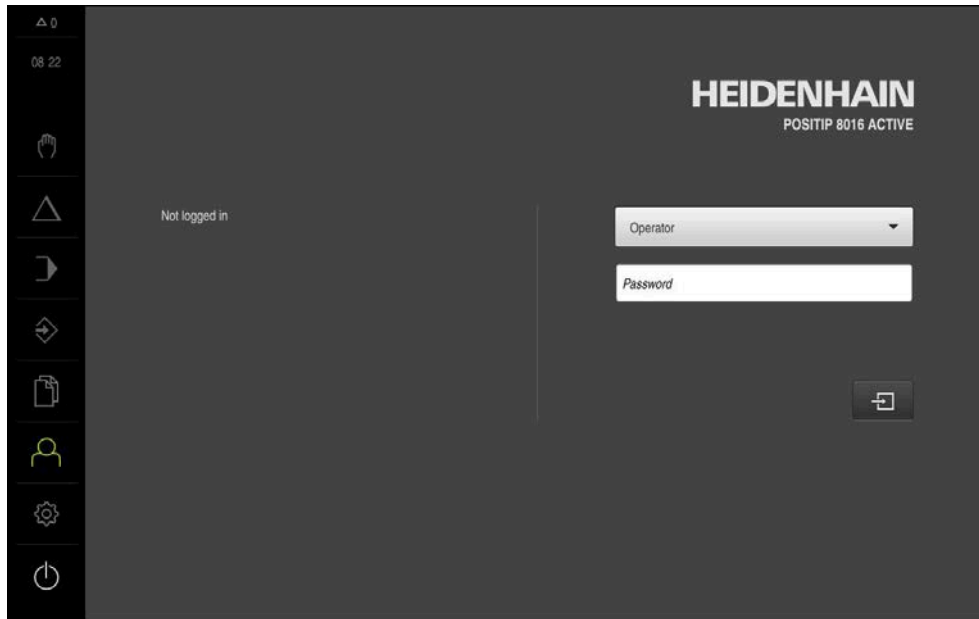 0
08 22
HEIDENHAIN
POSITIP 8016 ACTIVE
Not logged in
Operator
Password